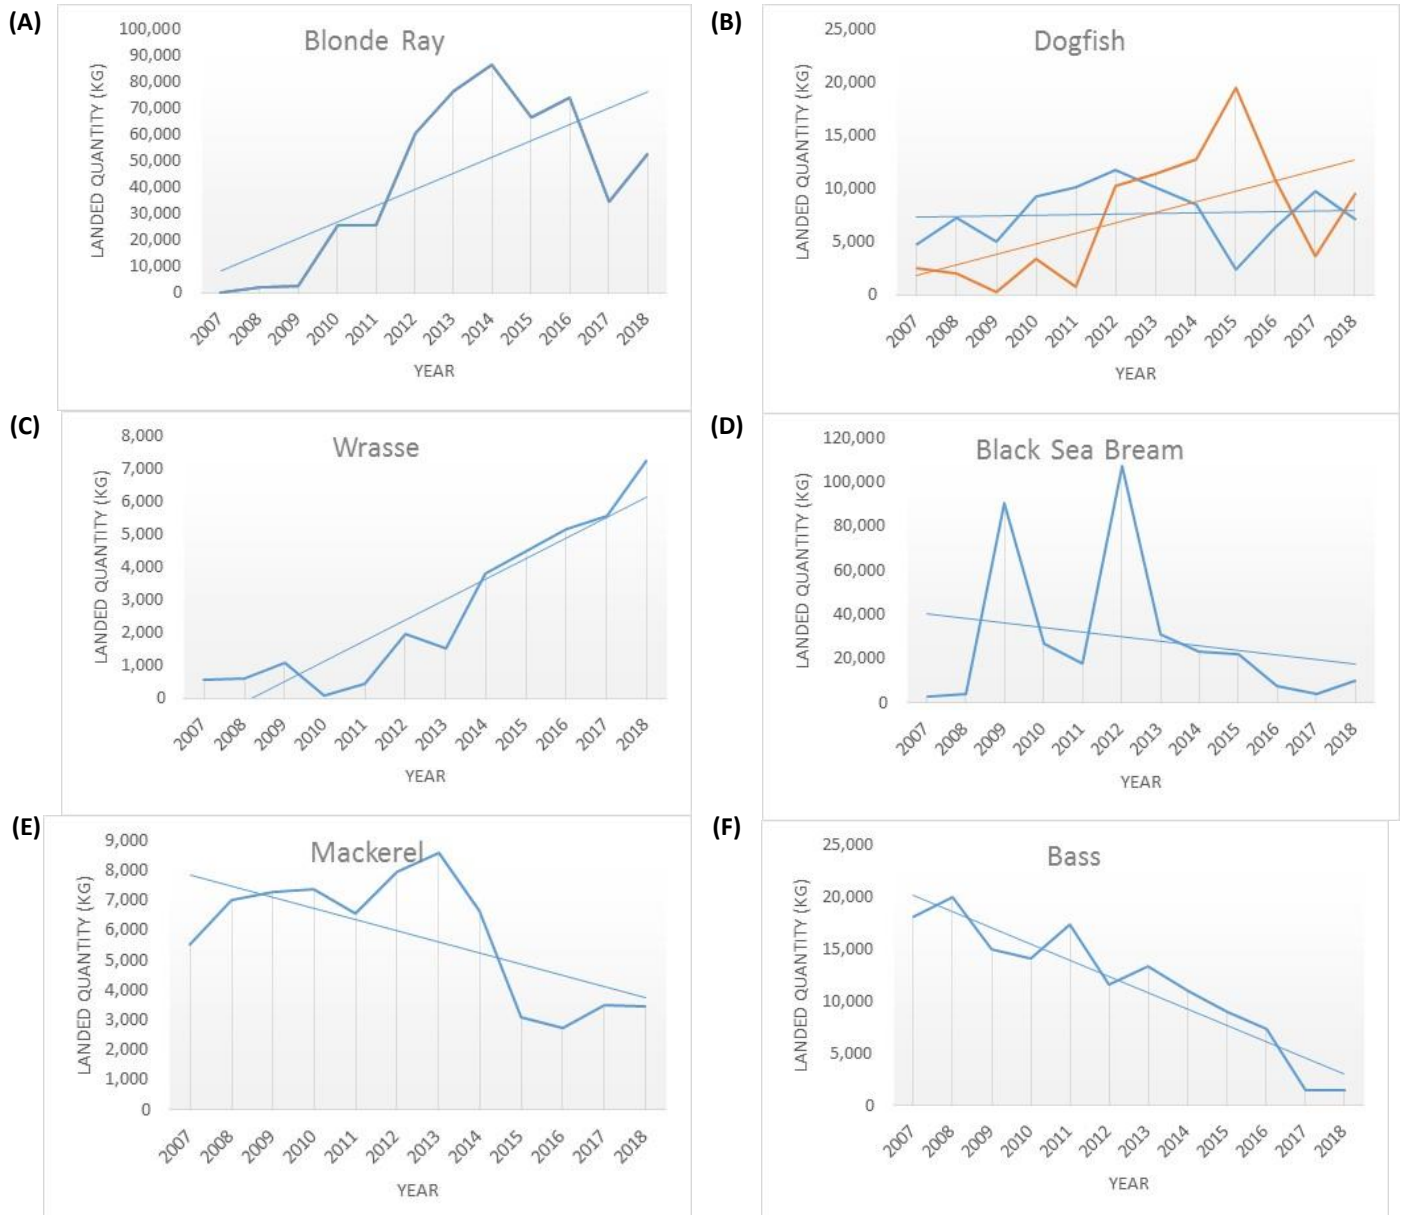 (A)
Blonde Ray
100,000
90,000
80,000
70,000
60,000
50,000
40,000
30,000
20,000
10,000
0
LANDED QUANTITY (KG)
2007 2008 2009 2010 2011 2012 2013 2014 2015 2016 2017 2018
YEAR
(B)
Dogfish
25,000
20,000
15,000
10,000
5,000
0
LANDED QUANTITY (KG)
2007 2008 2009 2010 2011 2012 2013 2014 2015 2016 2017 2018
YEAR
(C)
Wrasse
8,000
7,000
6,000
5,000
4,000
3,000
2,000
1,000
0
LANDED QUANTITY (KG)
2007 2008 2009 2010 2011 2012 2013 2014 2015 2016 2017 2018
YEAR
(D)
Black Sea Bream
120,000
100,000
80,000
60,000
40,000
20,000
0
LANDED QUANTITY (KG)
2007 2008 2009 2010 2011 2012 2013 2014 2015 2016 2017 2018
YEAR
(E)
Mackerel
9,000
8,000
7,000
6,000
5,000
4,000
3,000
2,000
1,000
0
LANDED QUANTITY (KG)
2007 2008 2009 2010 2011 2012 2013 2014 2015 2016 2017 2018
YEAR
(F)
Bass
25,000
20,000
15,000
10,000
5,000
0
LANDED QUANTITY (KG)
2007 2008 2009 2010 2011 2012 2013 2014 2015 2016 2017 2018
YEAR